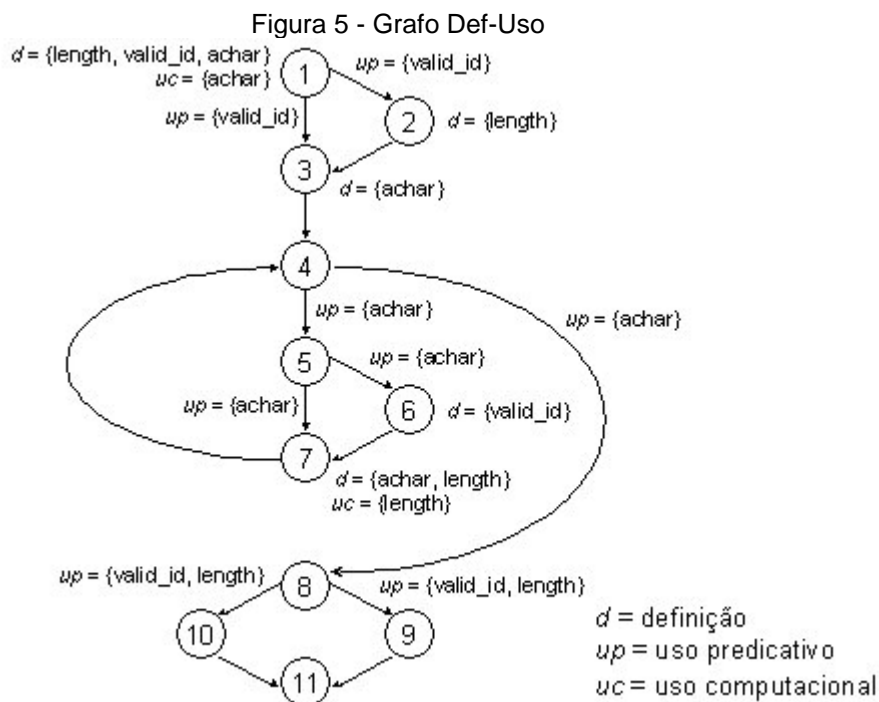 Figura 5 - Grafo Def-Uso
d = {length, valid_id, achar}
uc = {achar}
1
up = {valid_id}
up = {valid_id}
2
d = {length}
3
d = {achar}
4
up = {achar}
up = {achar}
5
up = {achar}
up = {achar}
6
d = {valid_id}
7
d = {achar, length}
uc = {length}
up = {valid_id, length}
8
up = {valid_id, length}
10
9
11
d = definição
up = uso predicativo
uc = uso computacional